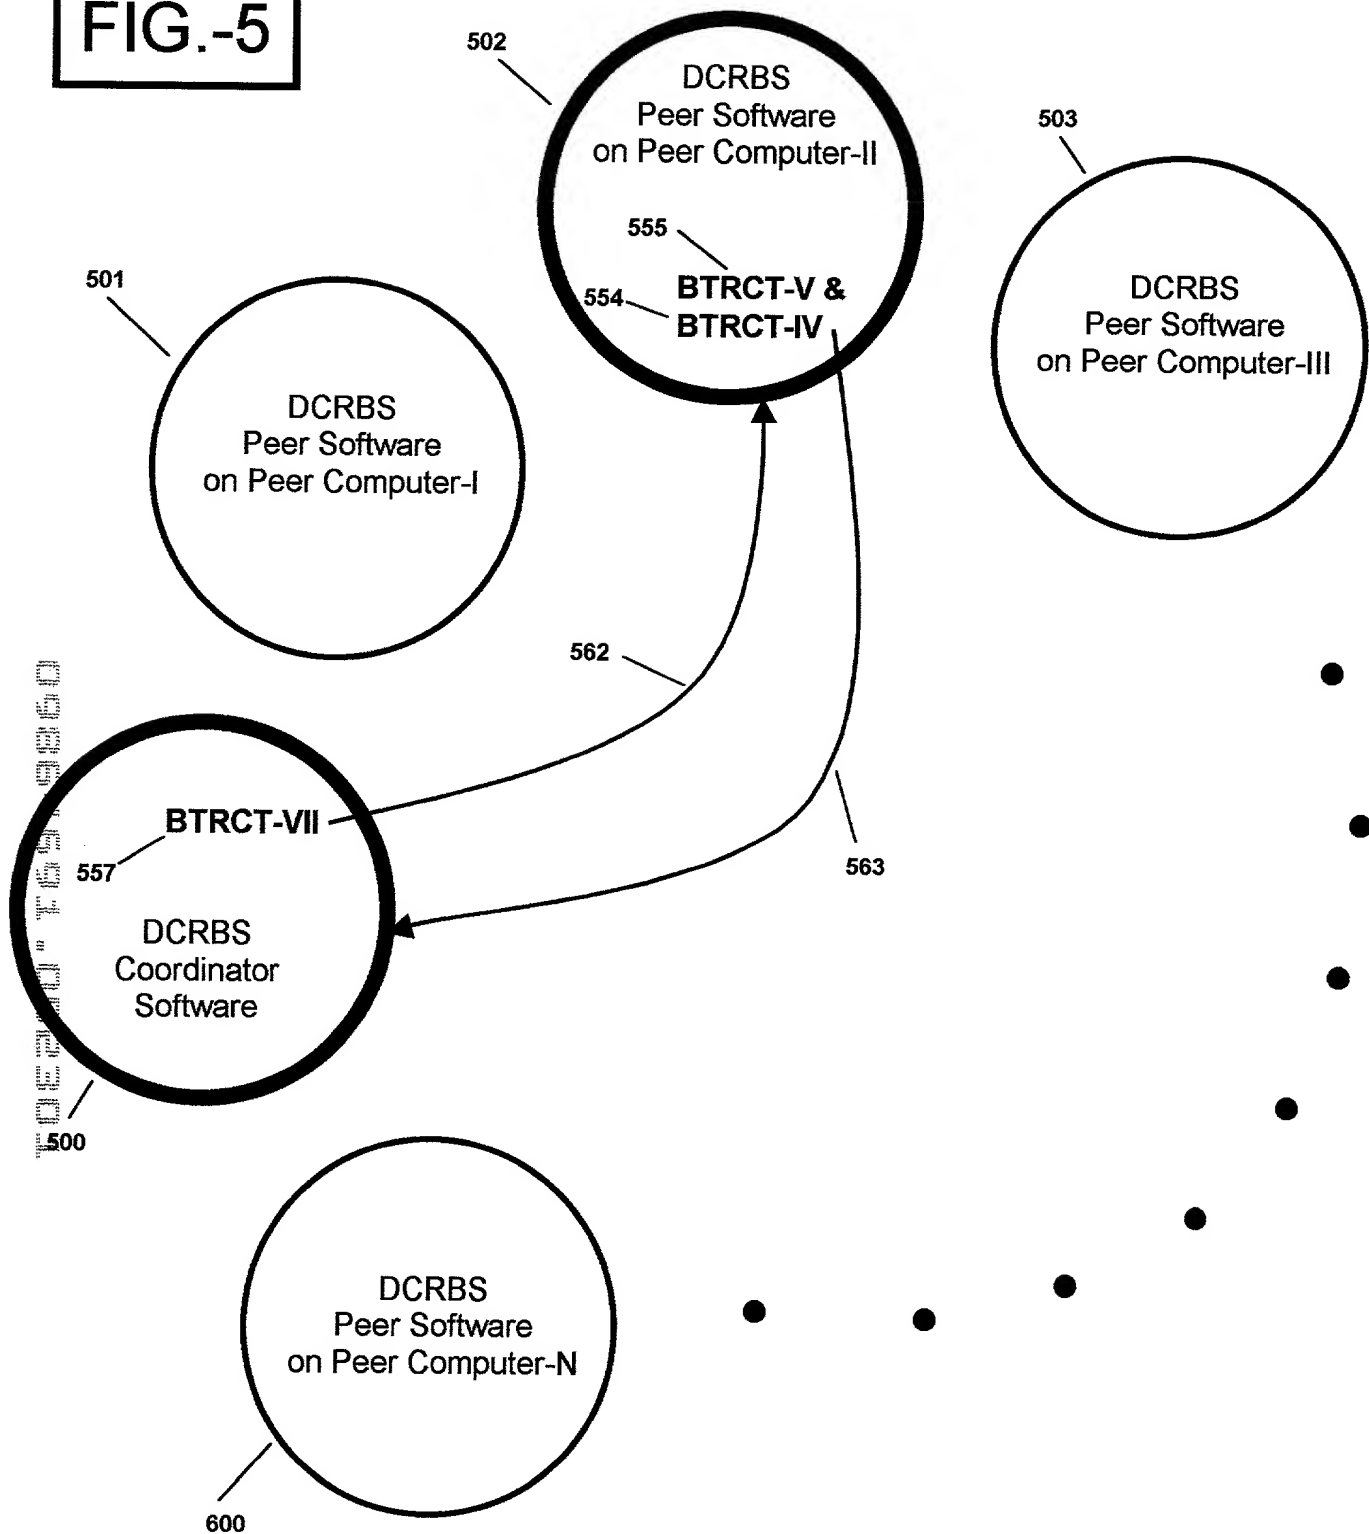 FIG.-5
502
DCRBS
Peer Software
on Peer Computer-II
555
BTRCT-V &
554
BTRCT-IV
503
DCRBS
Peer Software
on Peer Computer-III
501
DCRBS
Peer Software
on Peer Computer-I
562
563
BTRCT-VII
557
DCRBS
Coordinator
Software
500
DCRBS
Peer Software
on Peer Computer-N
600